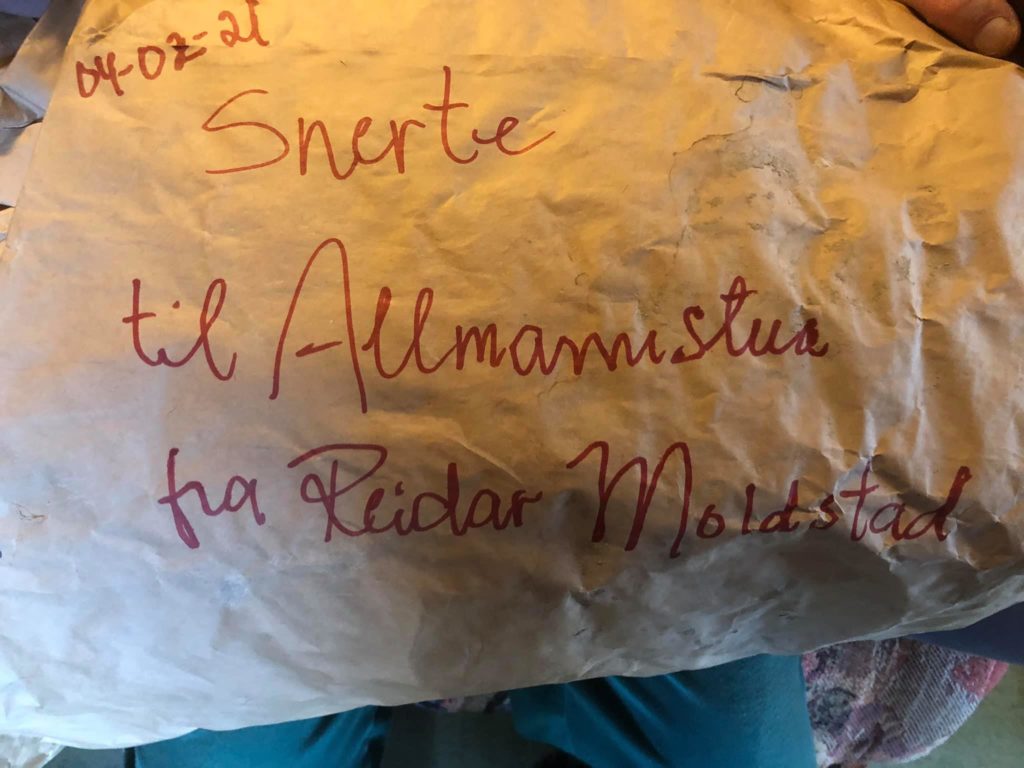 04-02-21
Snerte
til Allmannstua
fra Reidar Moldstad